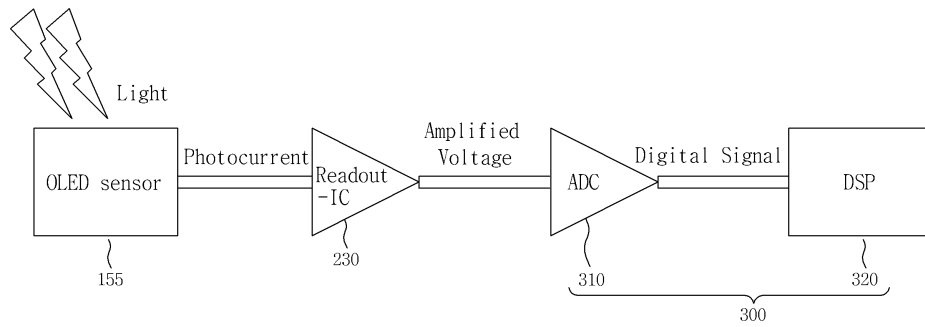 Light
OLED sensor
Photocurrent
Readout
-IC
Amplified
Voltage
ADC
Digital Signal
DSP
155
230
310
320
300